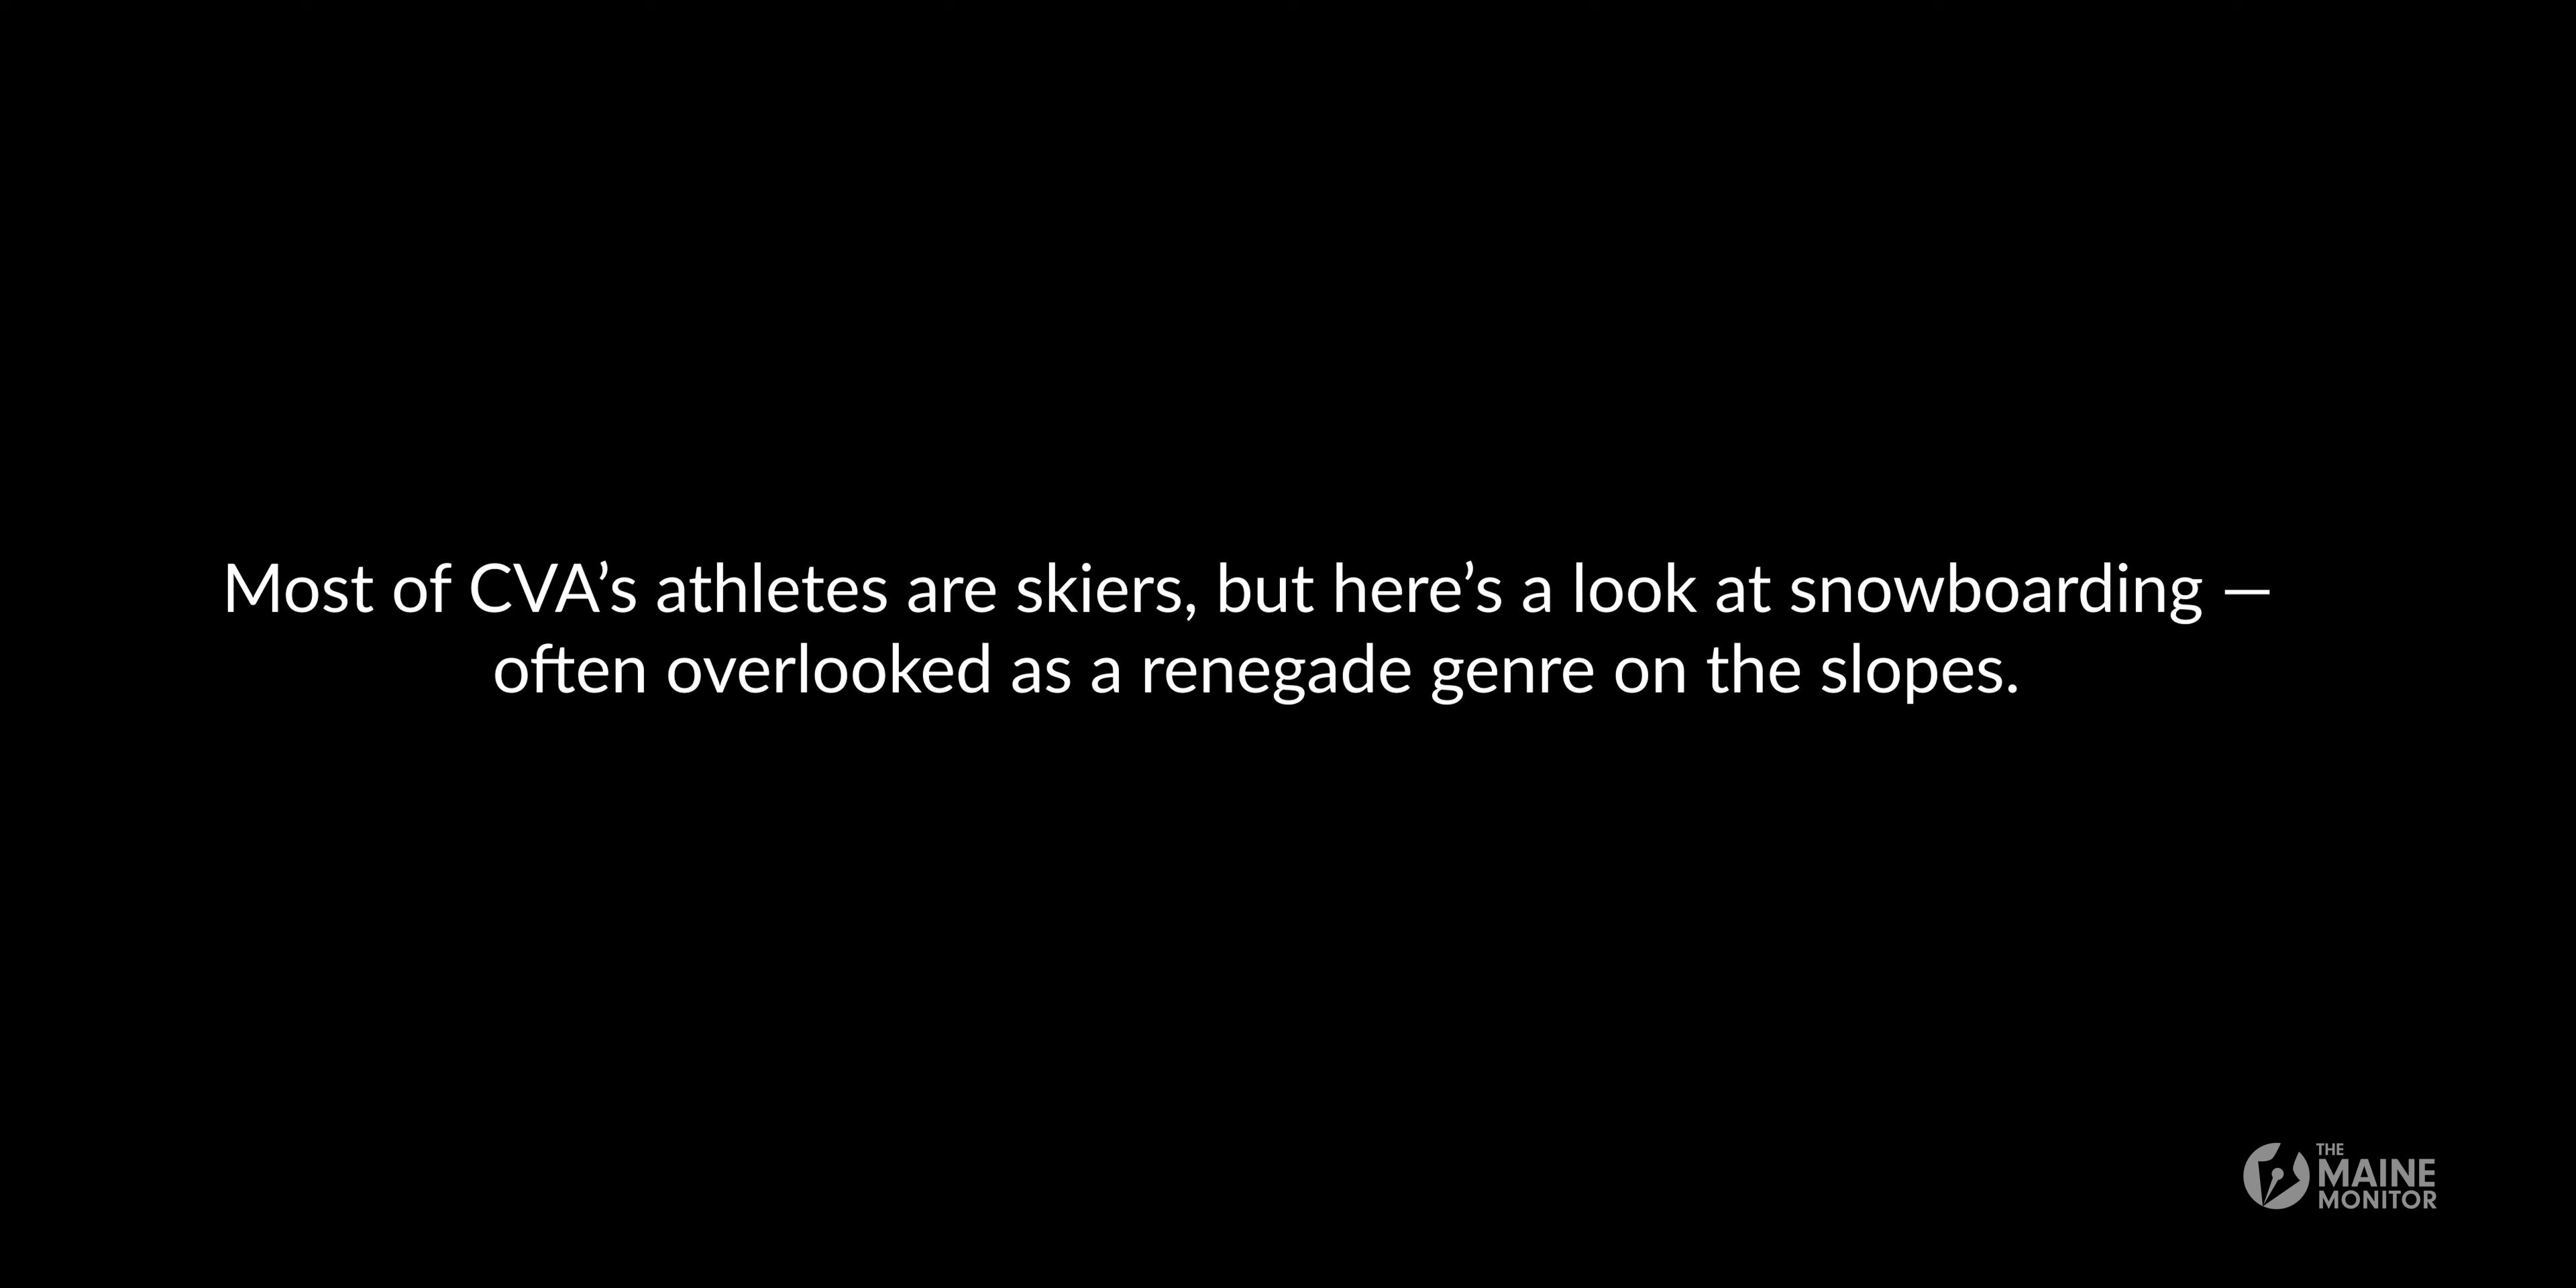 Most of CVA’s athletes are skiers, but here’s a look at snowboarding —
often overlooked as a renegade genre on the slopes.
THE
MAINE
MONITOR